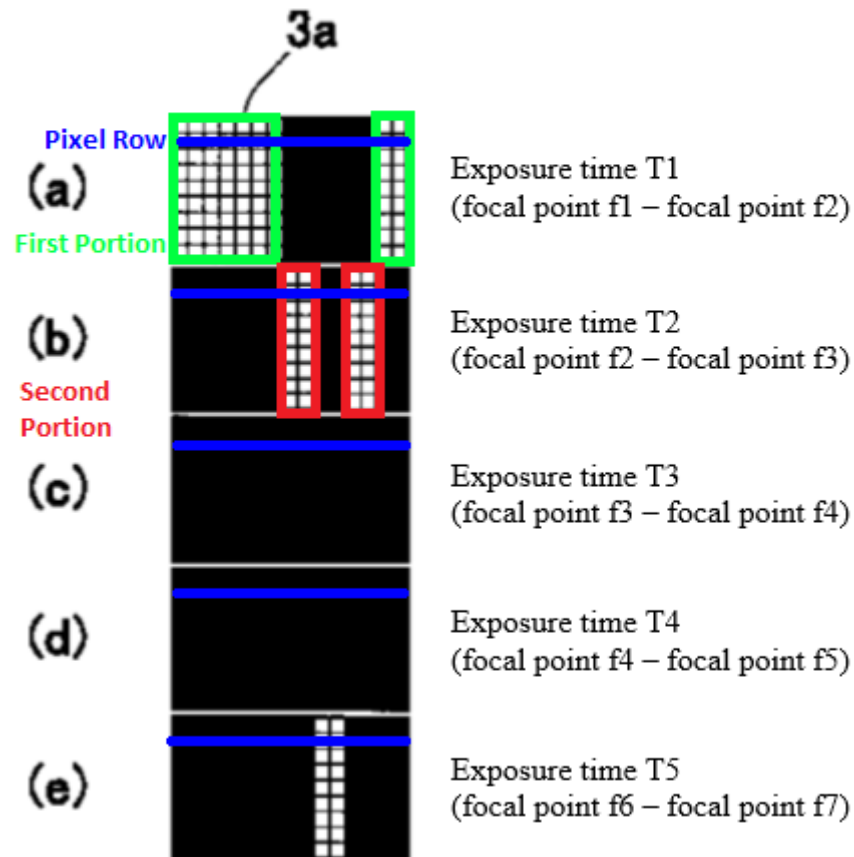 3a
Pixel Row
(a)
First Portion
Exposure time T1
(focal point f1 – focal point f2)
(b)
Second
Portion
Exposure time T2
(focal point f2 – focal point f3)
(c)
Exposure time T3
(focal point f3 – focal point f4)
(d)
Exposure time T4
(focal point f4 – focal point f5)
(e)
Exposure time T5
(focal point f6 – focal point f7)